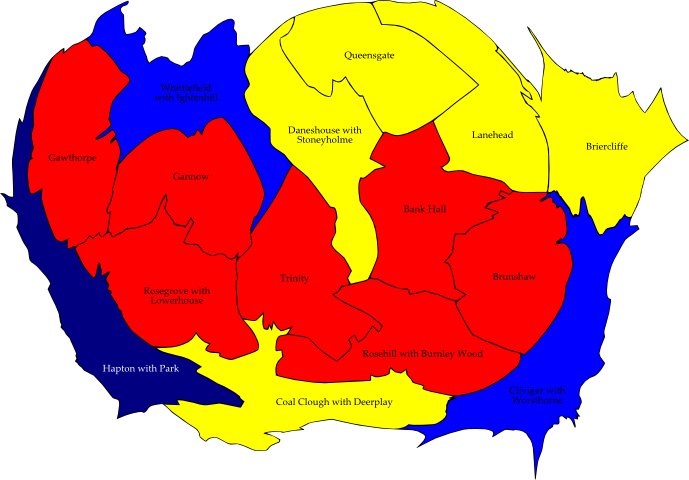 Queensgate
Whittlefield
with Ightenhill
Daneshouse with
Stoneyholme
Lanehead
Briercliffe
Gawthorpe
Gannow
Bank Hall
Trinity
Brunshaw
Rosegrove with
Lowerhouse
Rosehill with Burnley Wood
Hapton with Park
Cliviger with
Worsthorne
Coal Clough with Deerplay